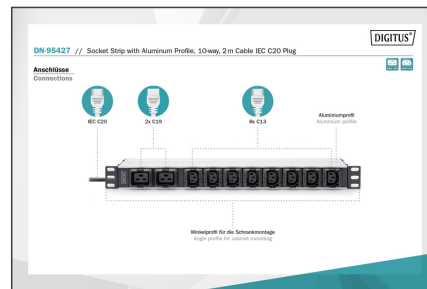 DIGITUS®
DN-95427 // Socket Strip with Aluminum Profile, 10-way, 2 m Cable IEC C20 Plug
Anschlüsse
Connections
IEC C20
2x C19
8x C13
Aluminiumprofil
Aluminium profile
Winkelprofil für die Schrankmontage
Angle profile for cabinet mounting